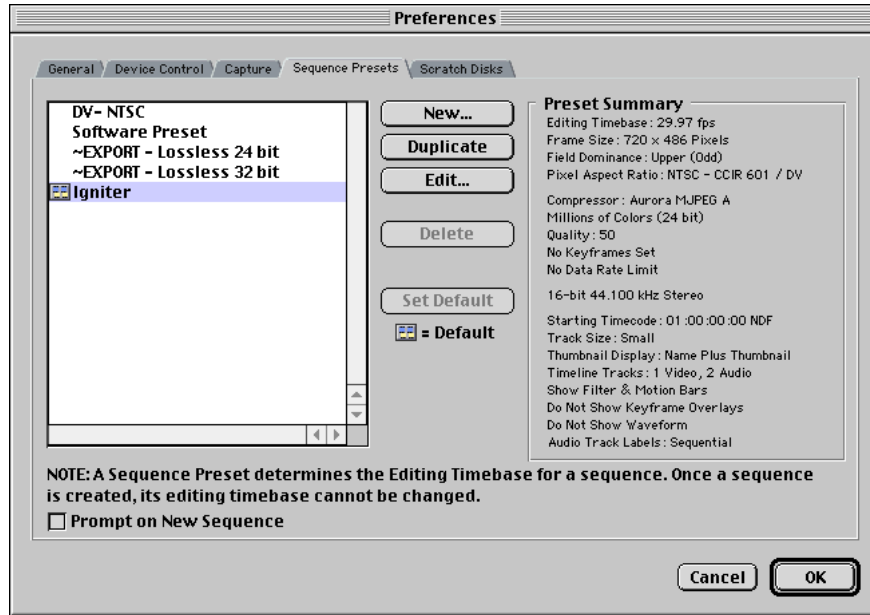 Preferences
General
Device Control
Capture
Sequence Presets
Scratch Disks
DV- NTSC
Software Preset
~EXPORT - Lossless 24 bit
~EXPORT - Lossless 32 bit
Igniter
New...
Duplicate
Edit...
Delete
Set Default
= Default
Preset Summary
Editing Timebase: 29.97 fps
Frame Size: 720 x 486 Pixels
Field Dominance: Upper (Odd)
Pixel Aspect Ratio: NTSC - CCIR 601 / DV
Compressor: Aurora MJPEG A
Millions of Colors (24 bit)
Quality: 50
No Keyframes Set
No Data Rate Limit
16-bit 44.100 kHz Stereo
Starting Timecode: 01:00:00:00 NDF
Track Size: Small
Thumbnail Display: Name Plus Thumbnail
Timeline Tracks: 1 Video, 2 Audio
Show Filter & Motion Bars
Do Not Show Keyframe Overlays
Do Not Show Waveform
Audio Track Labels: Sequential
NOTE: A Sequence Preset determines the Editing Timebase for a sequence. Once a sequence
is created, its editing timebase cannot be changed.
Prompt on New Sequence
Cancel
OK